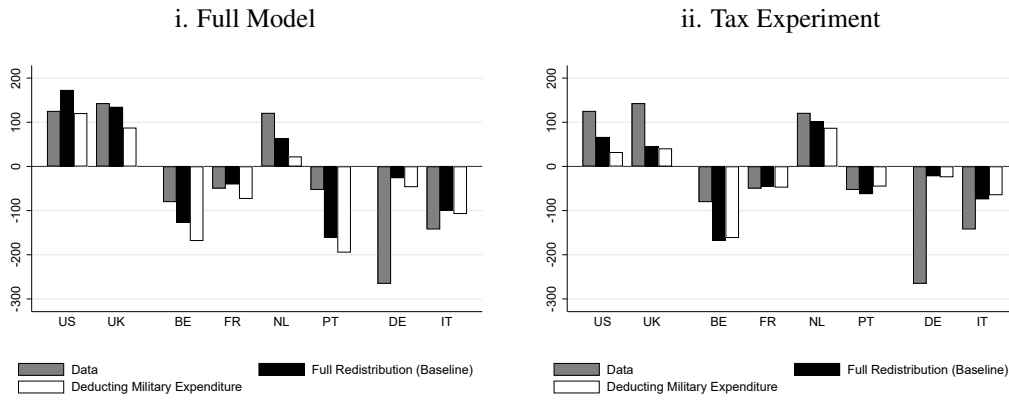 i. Full Model
200
100
0
-100
-200
-300
US UK BE FR NL PT DE IT
Data
Full Redistribution (Baseline)
Deducting Military Expenditure
ii. Tax Experiment
200
100
0
-100
-200
-300
US UK BE FR NL PT DE IT
Data
Full Redistribution (Baseline)
Deducting Military Expenditure